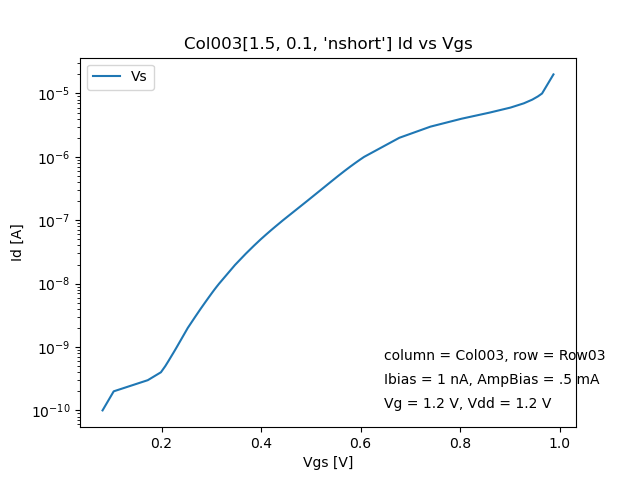 Col003[1.5, 0.1, 'nshort'] Id vs Vgs
Vs
10⁻⁵
10⁻⁶
10⁻⁷
10⁻⁸
10⁻⁹
10⁻¹⁰
Id [A]
column = Col003, row = Row03
Ibias = 1 nA, AmpBias = .5 mA
Vg = 1.2 V, Vdd = 1.2 V
0.2 0.4 0.6 0.8 1.0
Vgs [V]